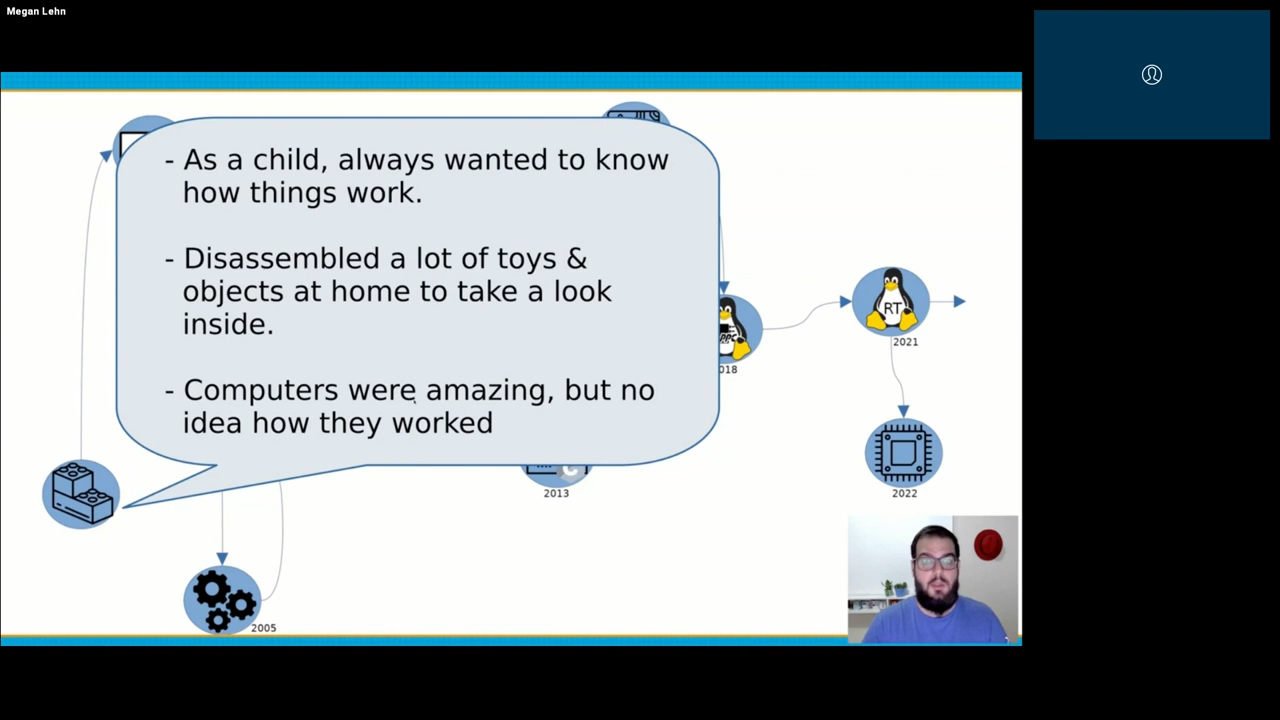 Megan Lehn
- As a child, always wanted to know
how things work.
- Disassembled a lot of toys &
objects at home to take a look
inside.
- Computers were amazing, but no
idea how they worked
RT
2021
018
2013
2022
2005